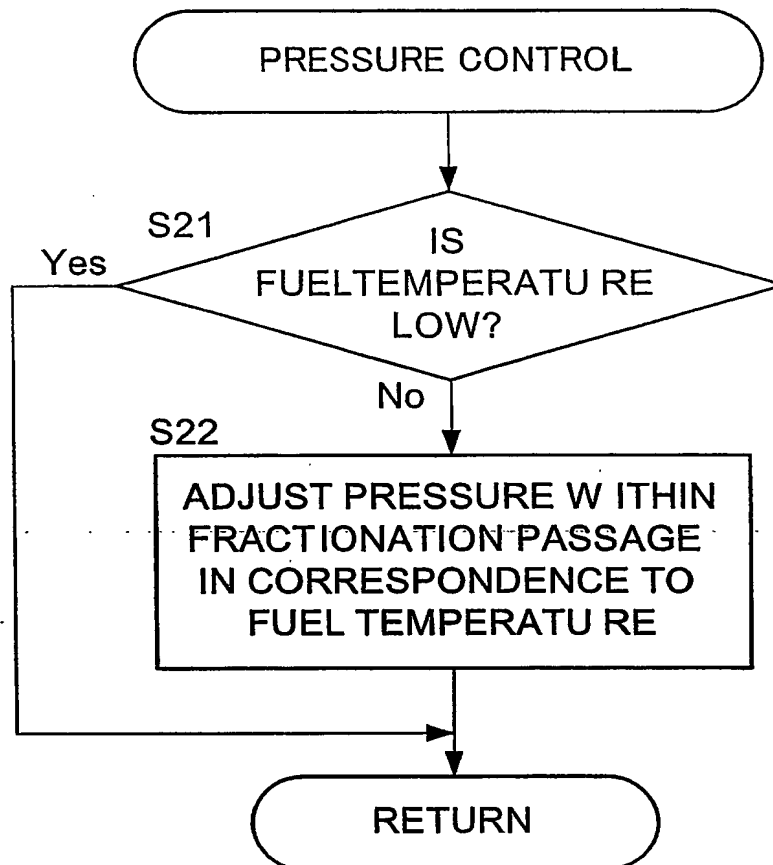 PRESSURE CONTROL
S21
Yes
IS
FUELTEMPERATU RE
LOW?
No
S22
ADJUST PRESSURE W ITHIN
FRACTIONATION PASSAGE
IN CORRESPONDENCE TO
FUEL TEMPERATU RE
RETURN